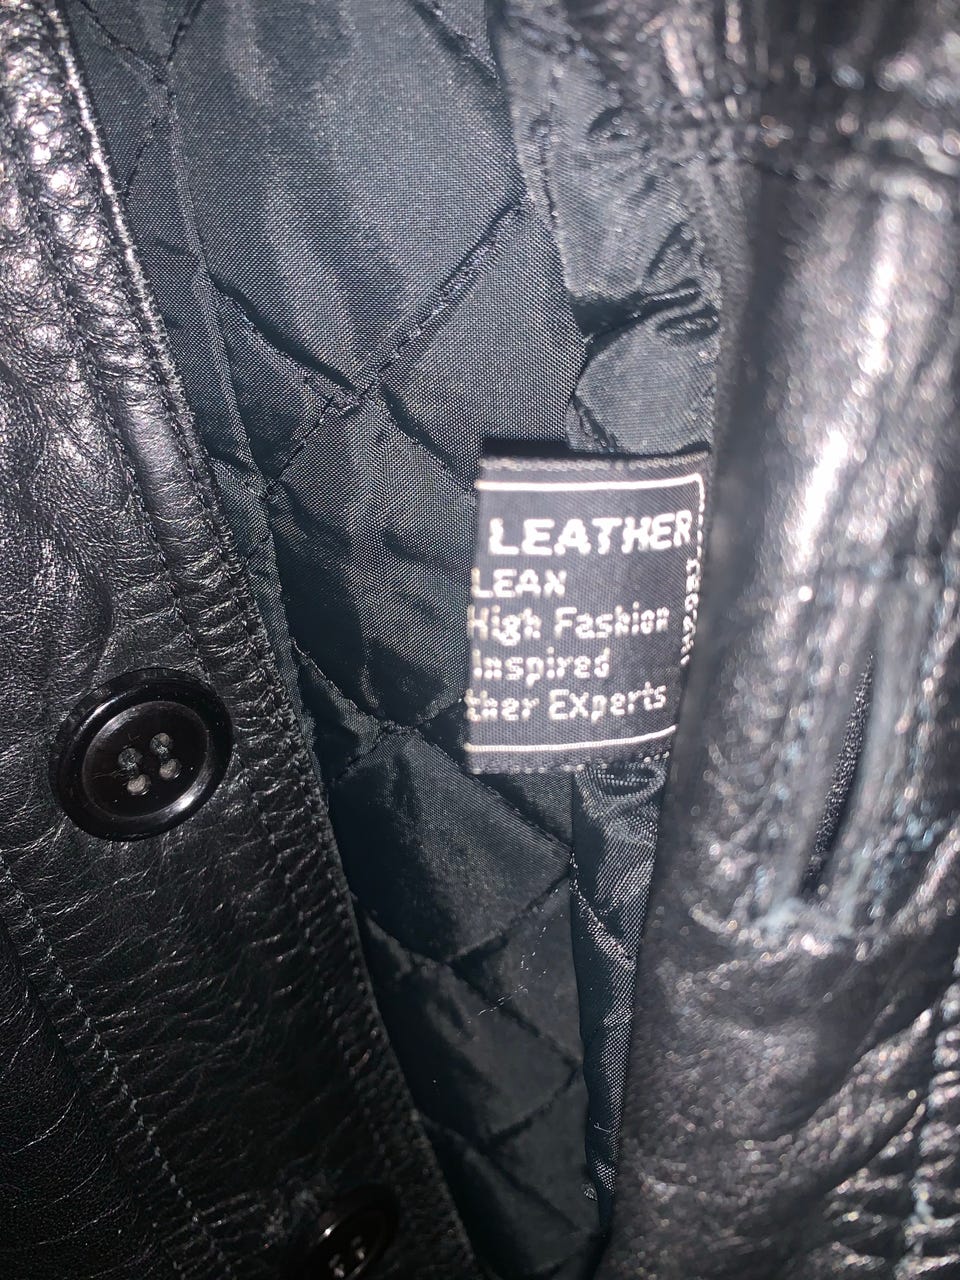 LEATHER
LEAN
High Fashion
Inspired
ther Experts